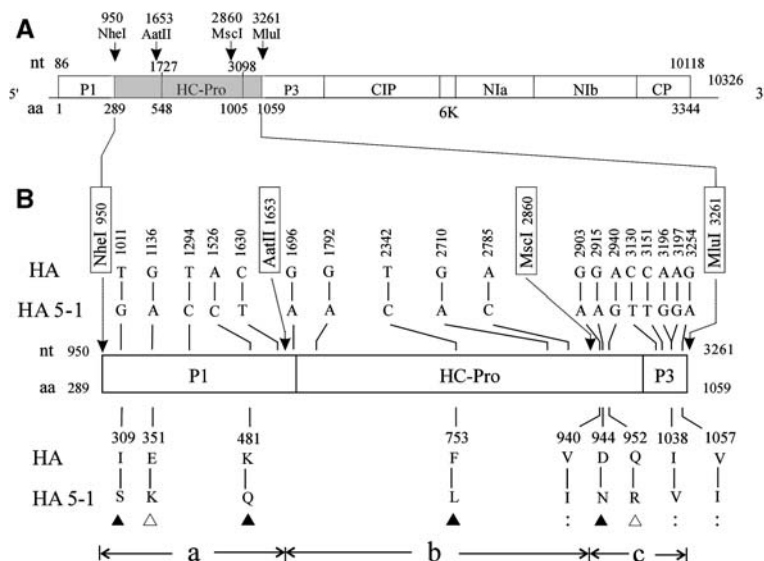 A
950 1653 2860 3261
NheI AatII MscI MluI
nt 86 1727 3098 10118
5' P1 HC-Pro P3 CIP NIa NIb CP 10326 3
aa 1 289 548 1005 1059 6K 3344
B
NheI 950 1011 1136 1294 1526 1630 AatII 1653 1696 1792 2342 2710 2785 MscI 2860 2903 2915 2940 3130 3151 3196 3197 3254 MluI 3261
HA T G T A C G G T G A G G A C C A A G
HA 5-1 G A C C T A A C A C A A G T T G G A
nt 950 3261
P1 HC-Pro P3
aa 289 1059
309 351 481 753 940 944 952 1038 1057
HA I E K F V D Q I V
HA 5-1 S K Q L I N R V I
▲ △ ▲ ▲ : ▲ △ : :
a b c